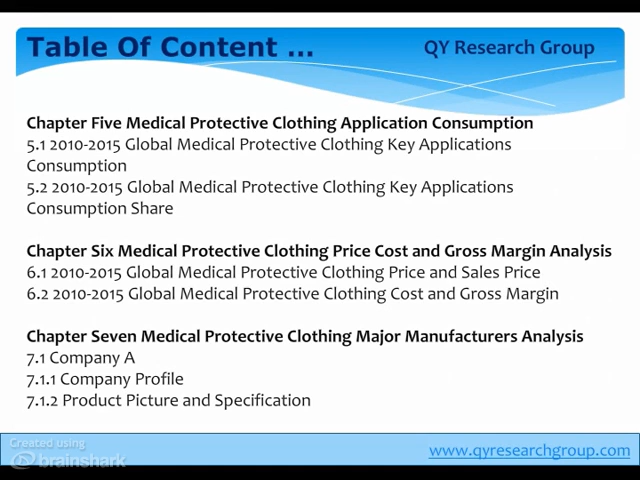 Table Of Content ...
QY Research Group
Chapter Five Medical Protective Clothing Application Consumption
5.1 2010-2015 Global Medical Protective Clothing Key Applications
Consumption
5.2 2010-2015 Global Medical Protective Clothing Key Applications
Consumption Share
Chapter Six Medical Protective Clothing Price Cost and Gross Margin Analysis
6.1 2010-2015 Global Medical Protective Clothing Price and Sales Price
6.2 2010-2015 Global Medical Protective Clothing Cost and Gross Margin
Chapter Seven Medical Protective Clothing Major Manufacturers Analysis
7.1 Company A
7.1.1 Company Profile
7.1.2 Product Picture and Specification
Created using
brainshark
www.qyresearchgroup.com